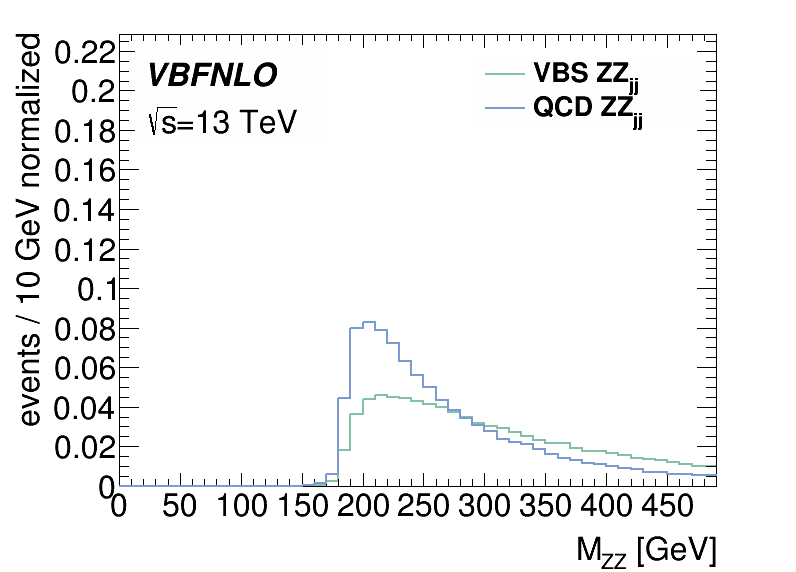 events / 10 GeV normalized
0.22
0.2
0.18
0.16
0.14
0.12
0.1
0.08
0.06
0.04
0.02
0
VBFNLO
√s=13 TeV
VBS ZZjj
QCD ZZjj
0 50 100 150 200 250 300 350 400 450
MZZ [GeV]